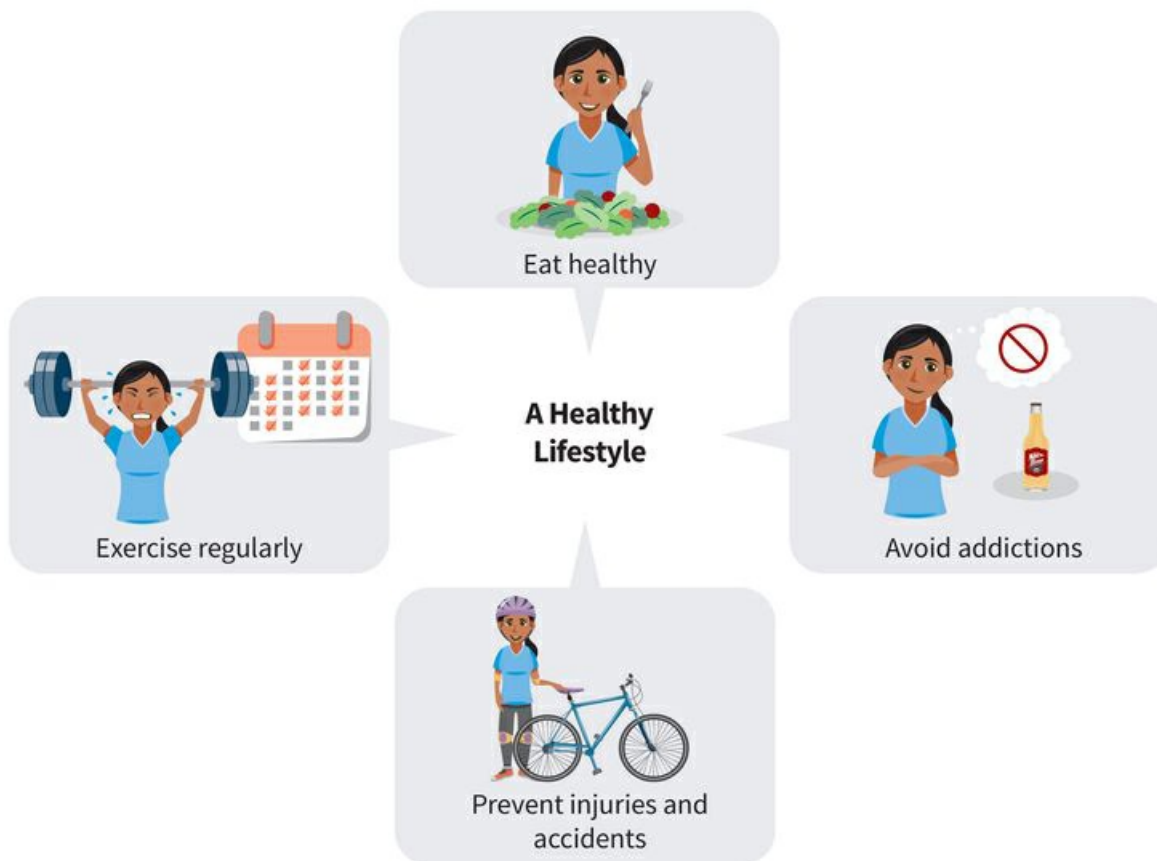 Eat healthy
A Healthy
Lifestyle
Exercise regularly
Avoid addictions
Prevent injuries and
accidents